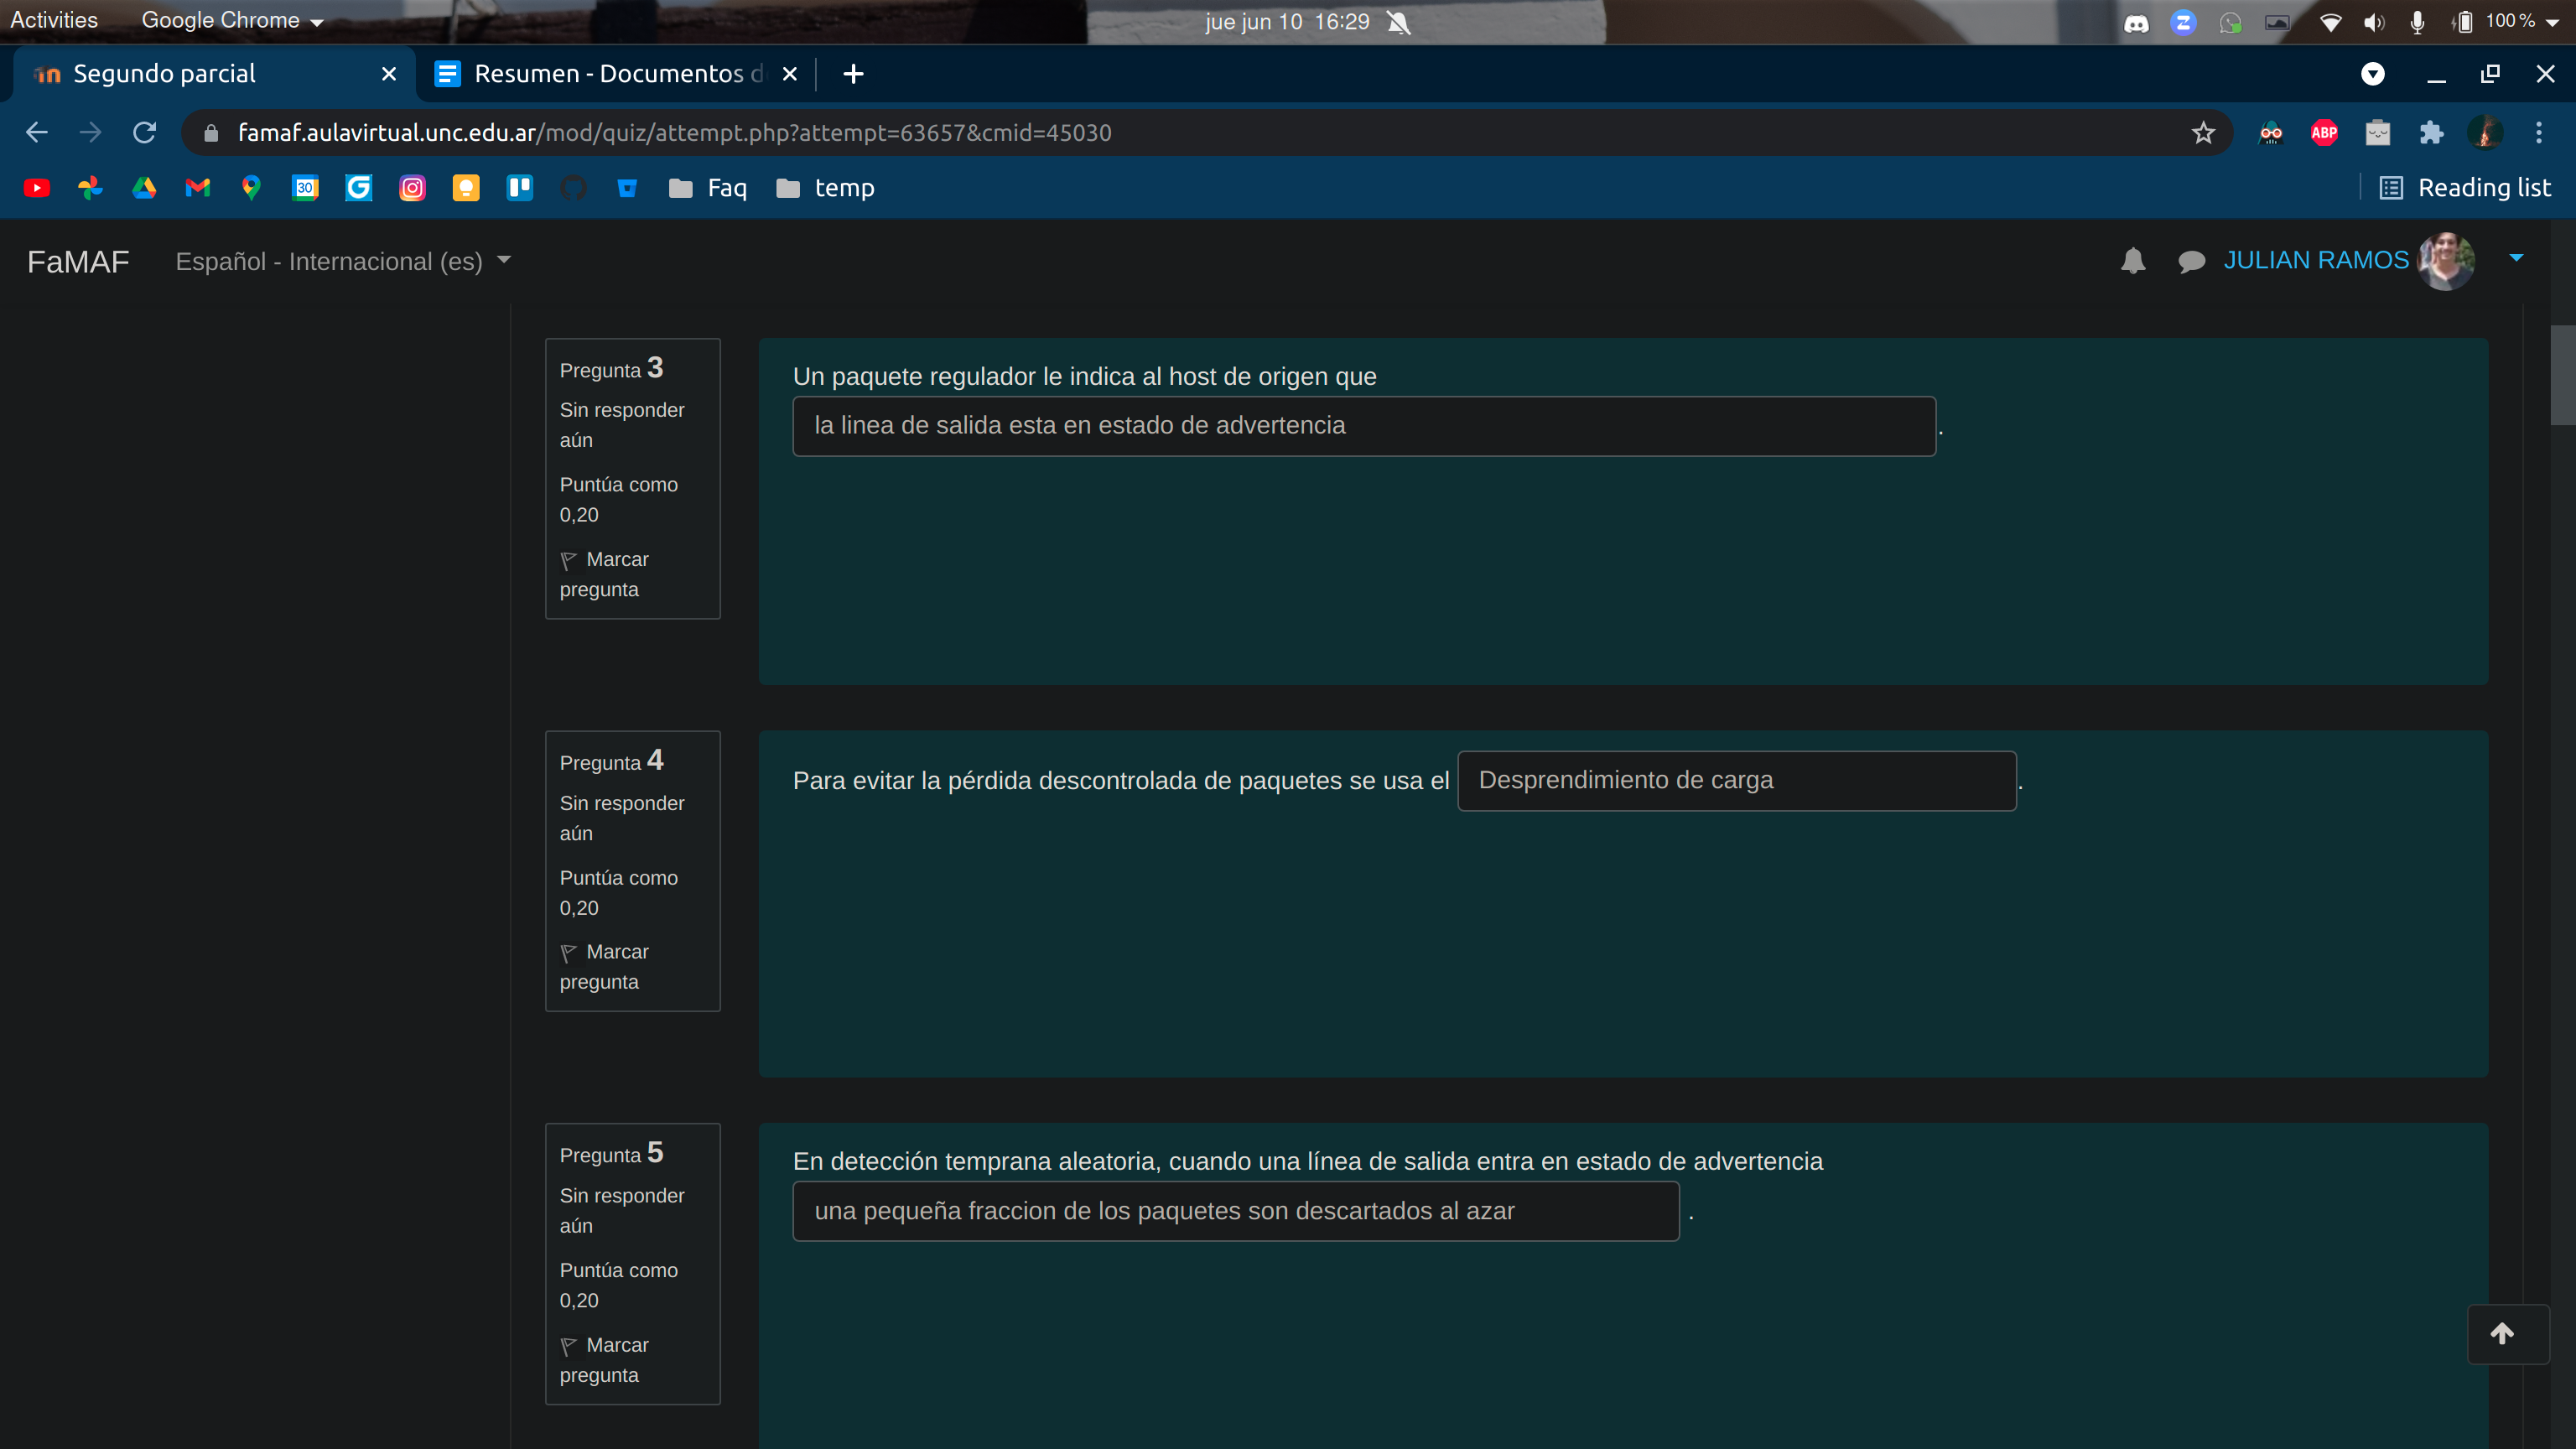 Activities
Google Chrome
jue jun 10 16:29
100 %
Segundo parcial
Resumen - Documentos d
famaf.aulavirtual.unc.edu.ar/mod/quiz/attempt.php?attempt=63657&cmid=45030
ABP
30
Faq
temp
Reading list
FaMAF
Español - Internacional (es)
JULIAN RAMOS
Pregunta 3
Sin responder
aún
Puntúa como
0,20
Marcar
pregunta
Un paquete regulador le indica al host de origen que
la linea de salida esta en estado de advertencia
.
Pregunta 4
Sin responder
aún
Puntúa como
0,20
Marcar
pregunta
Para evitar la pérdida descontrolada de paquetes se usa el Desprendimiento de carga .
Pregunta 5
Sin responder
aún
Puntúa como
0,20
Marcar
pregunta
En detección temprana aleatoria, cuando una línea de salida entra en estado de advertencia
una pequeña fraccion de los paquetes son descartados al azar
.